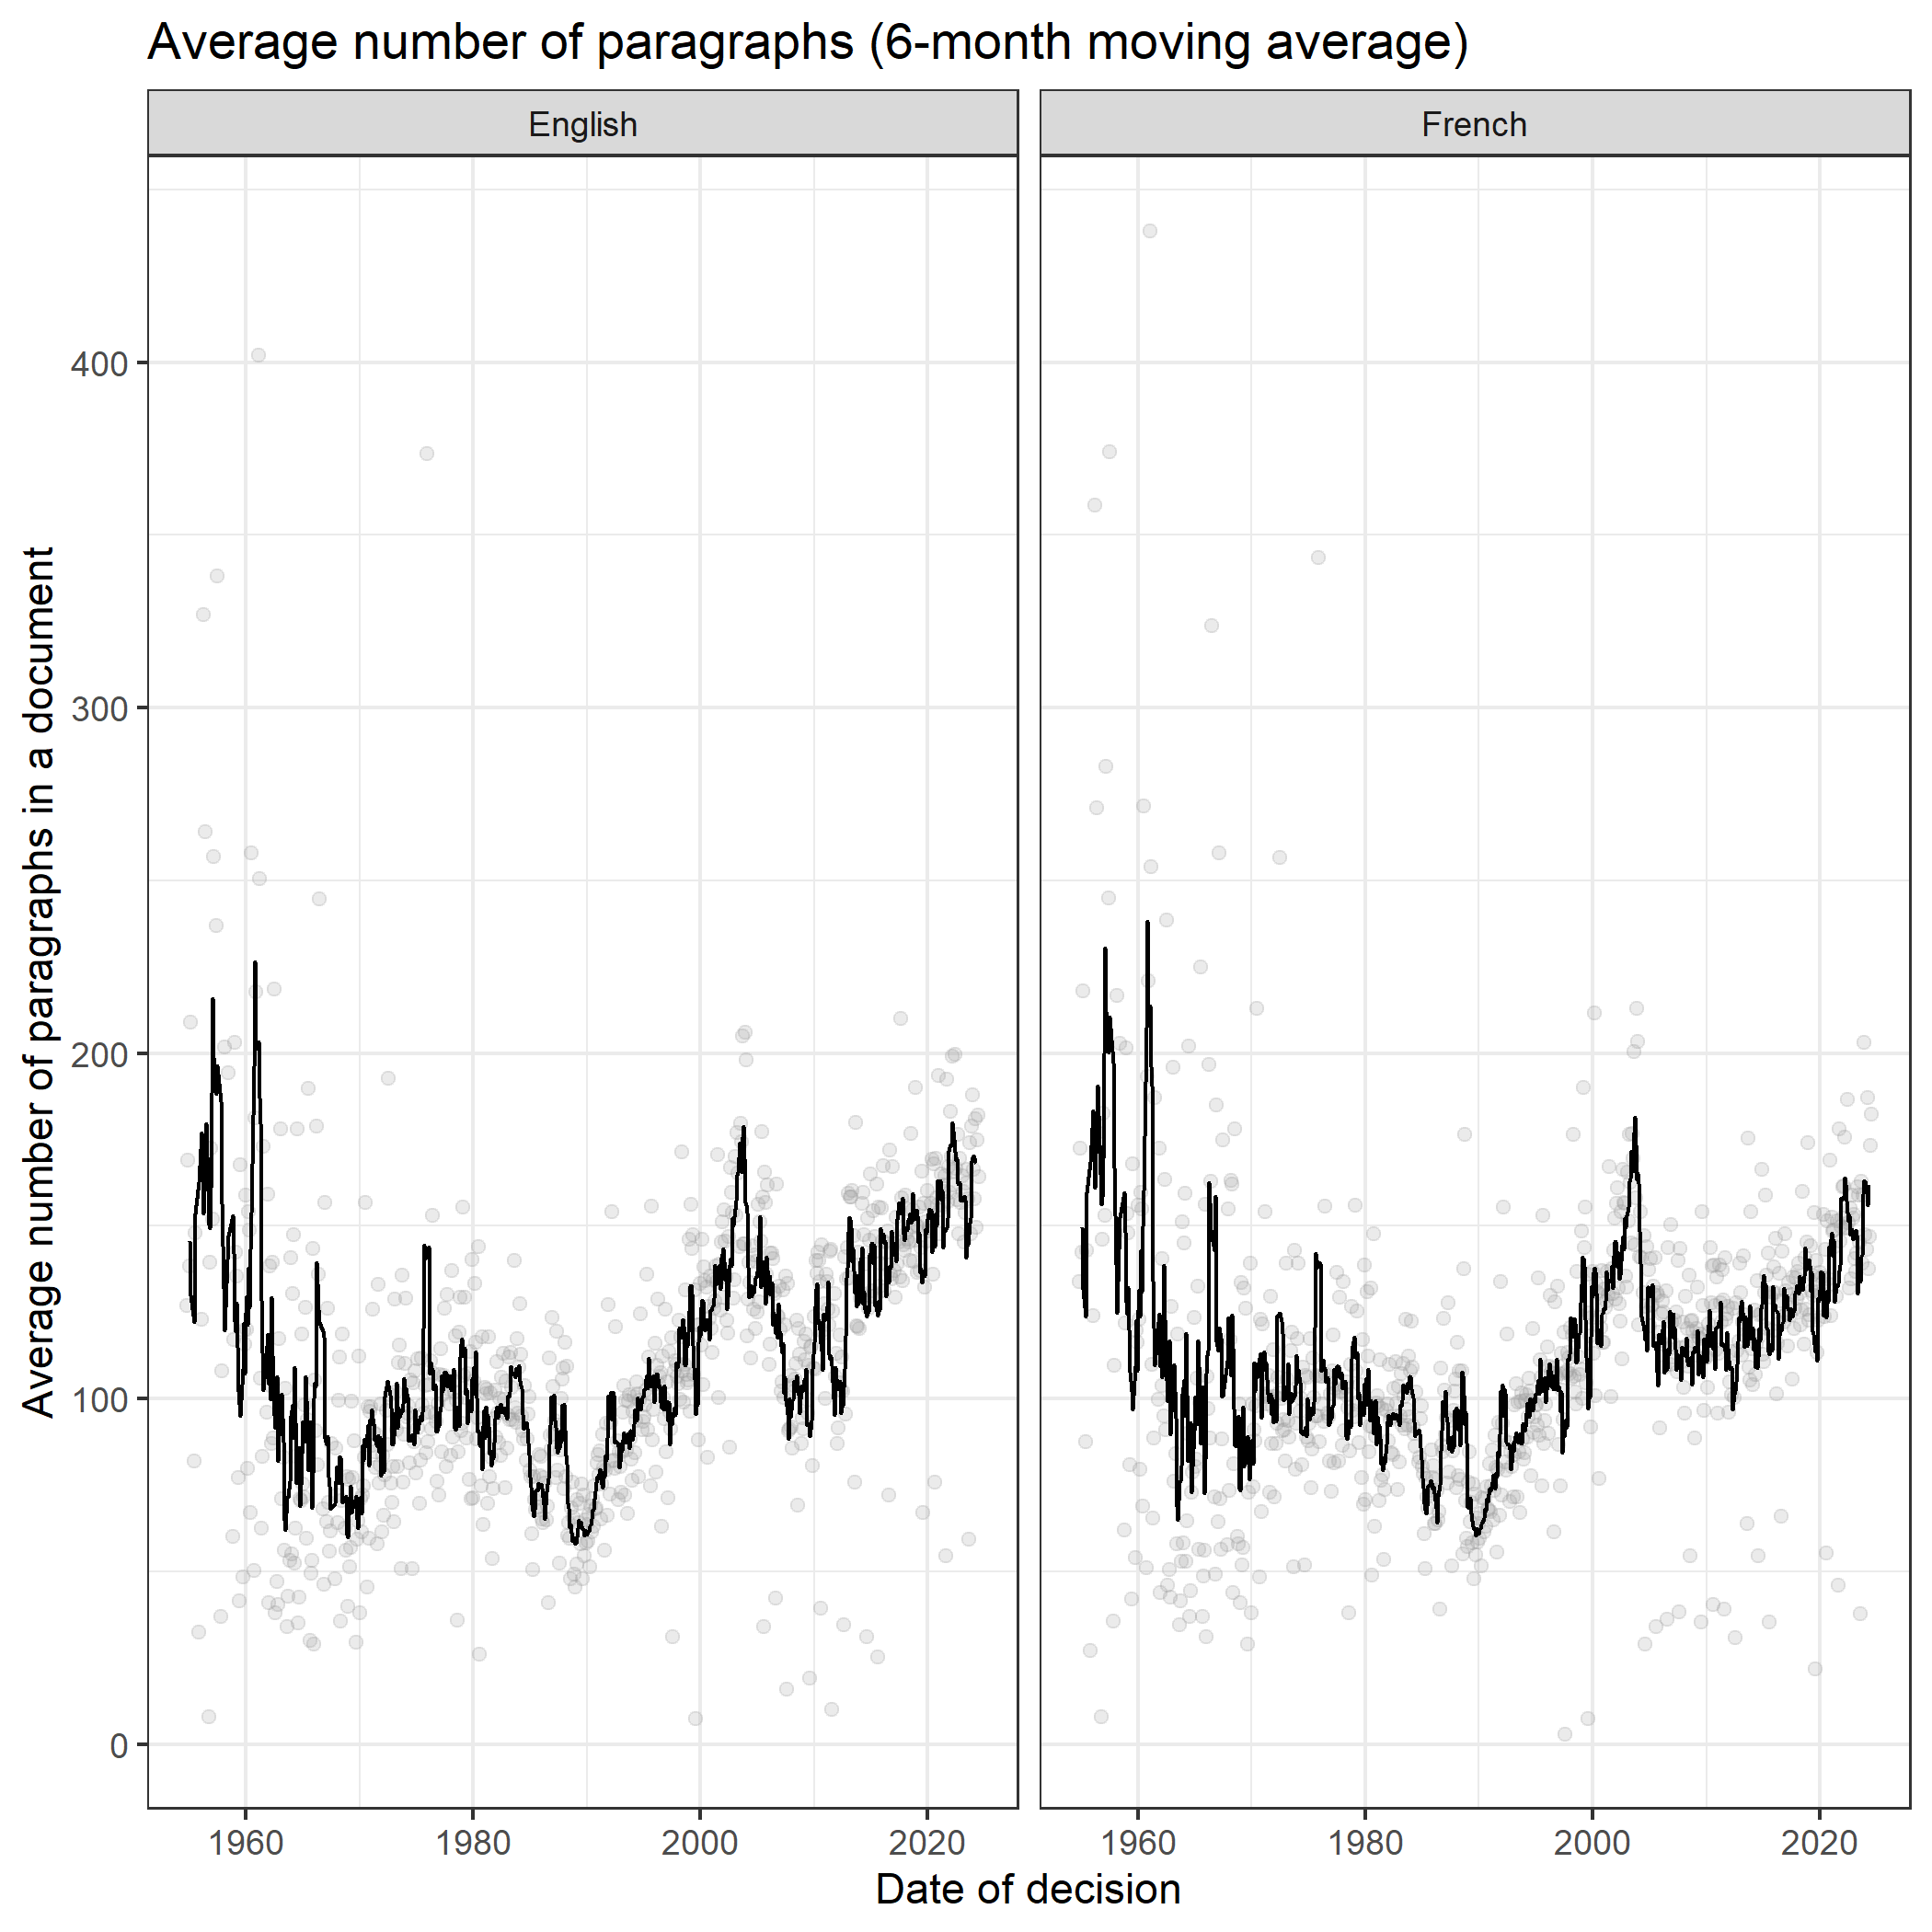 Average number of paragraphs (6-month moving average)
English
French
Average number of paragraphs in a document
400
300
200
100
0
1960 1980 2000 2020
1960 1980 2000 2020
Date of decision